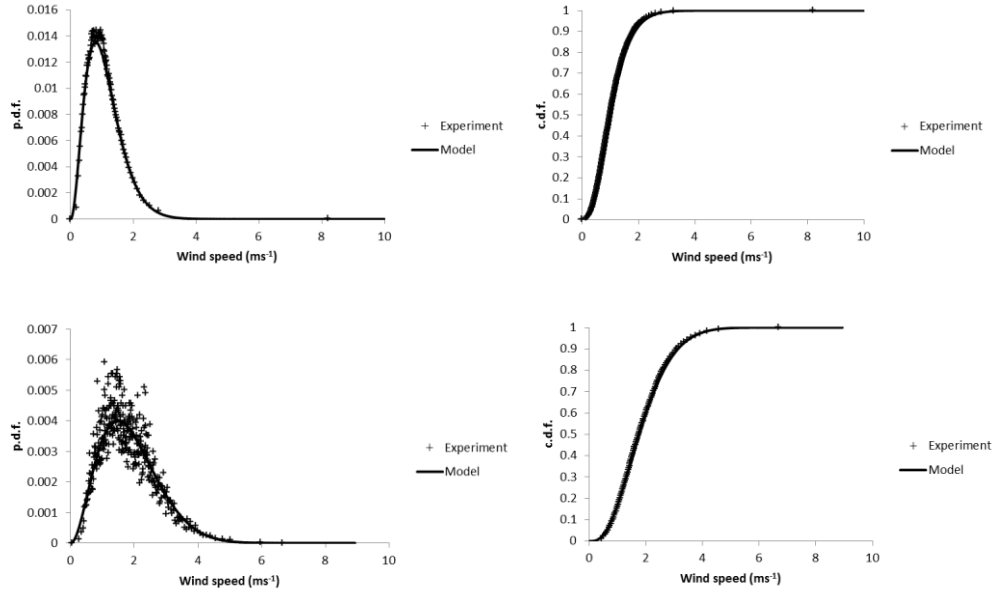 0.016
0.014
0.012
0.01
0.008
0.006
0.004
0.002
0
p.d.f.
0 2 4 6 8 10
Wind speed (ms-1)
Experiment
Model
1
0.9
0.8
0.7
0.6
0.5
0.4
0.3
0.2
0.1
0
c.d.f.
0 2 4 6 8 10
Wind speed (ms-1)
Experiment
Model
0.007
0.006
0.005
0.004
0.003
0.002
0.001
0
p.d.f.
0 2 4 6 8 10
Wind speed (ms-1)
Experiment
Model
1
0.9
0.8
0.7
0.6
0.5
0.4
0.3
0.2
0.1
0
c.d.f.
0 2 4 6 8 10
Wind speed (ms-1)
Experiment
Model